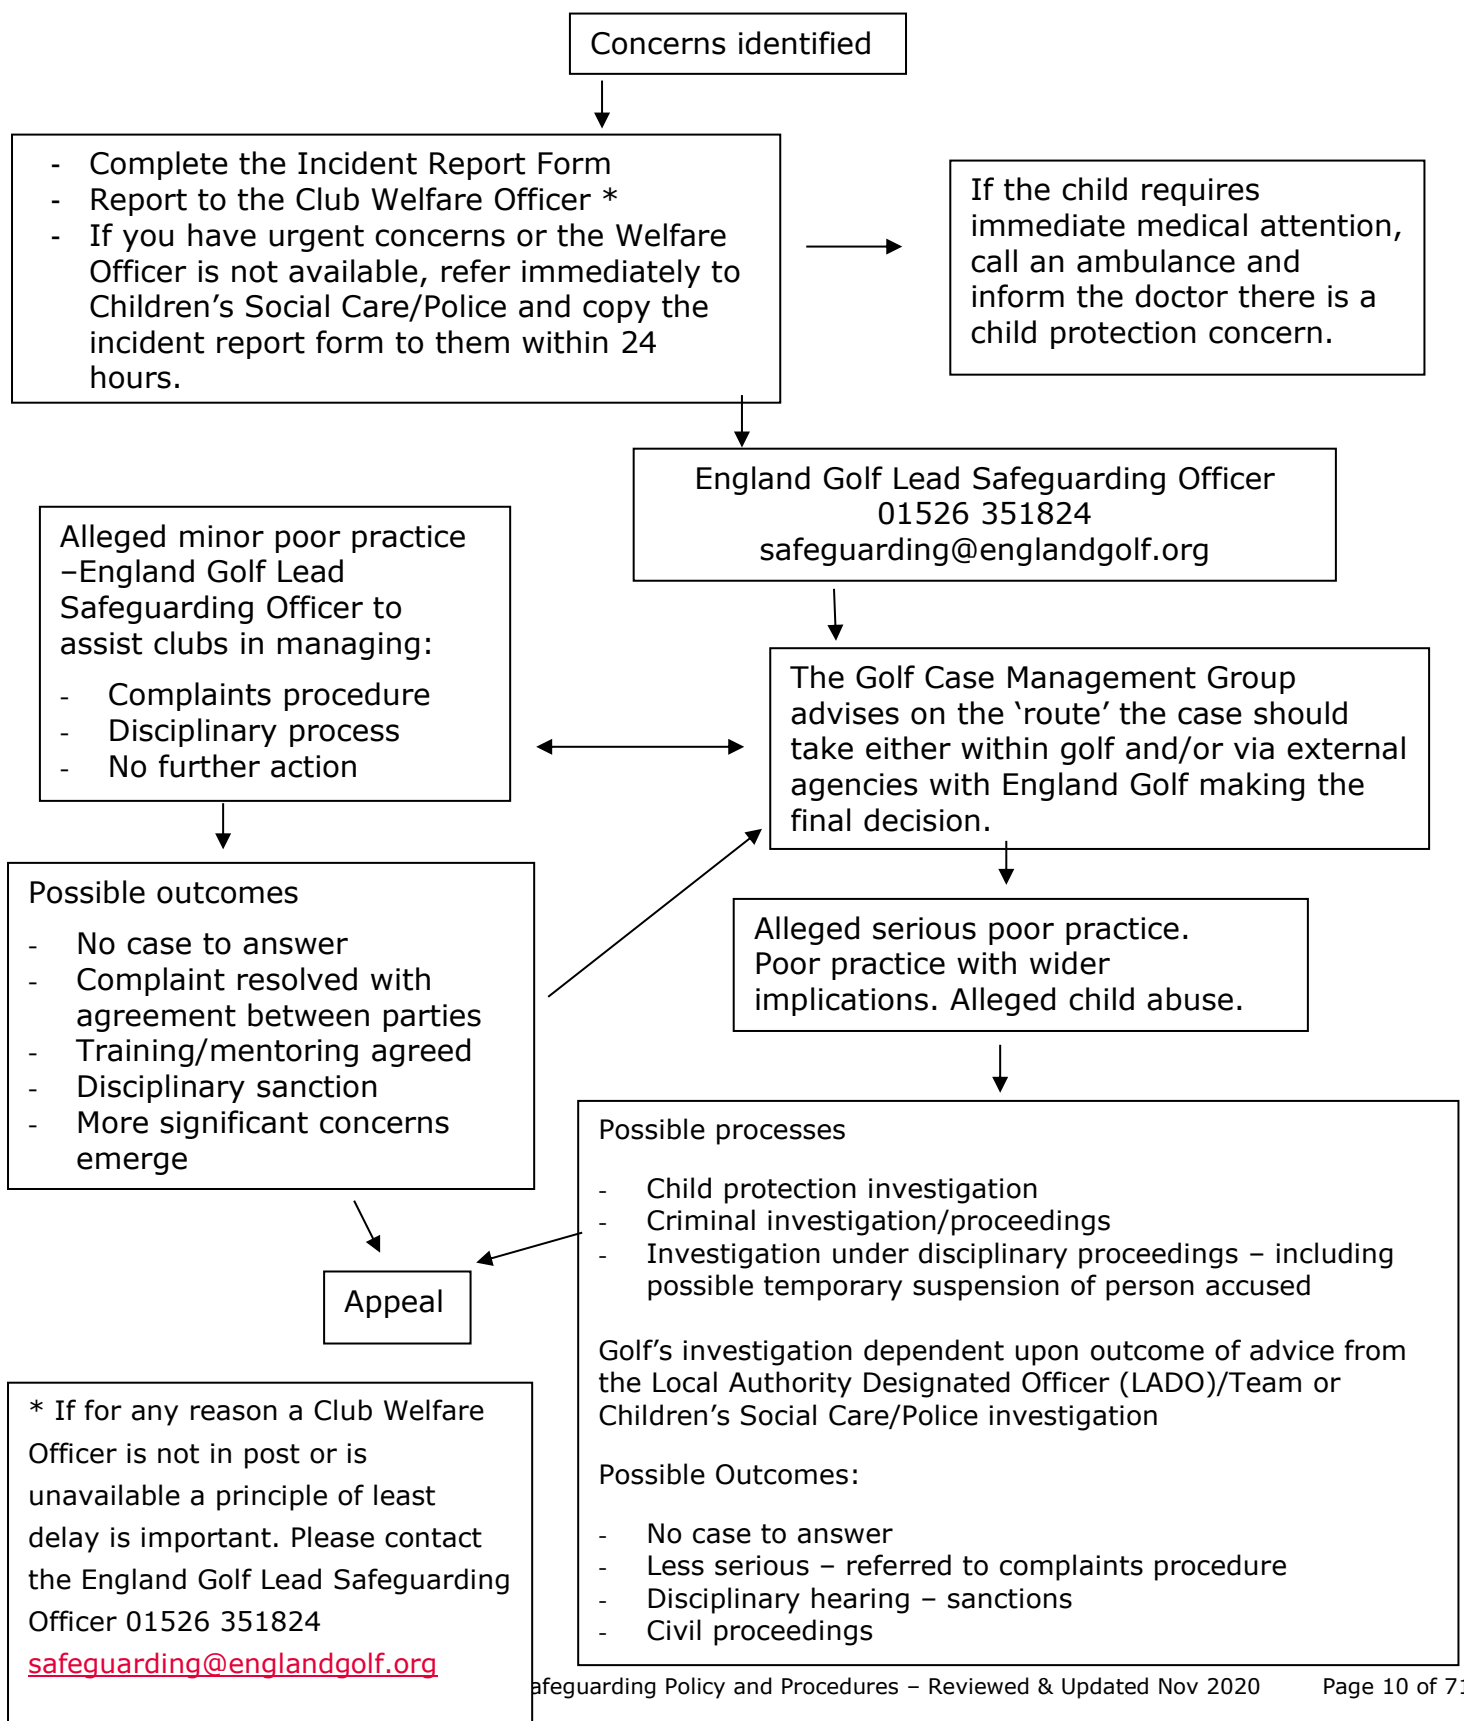 Concerns identified
- Complete the Incident Report Form
- Report to the Club Welfare Officer *
- If you have urgent concerns or the Welfare
Officer is not available, refer immediately to
Children’s Social Care/Police and copy the
incident report form to them within 24
hours.
If the child requires
immediate medical attention,
call an ambulance and
inform the doctor there is a
child protection concern.
England Golf Lead Safeguarding Officer
01526 351824
safeguarding@englandgolf.org
Alleged minor poor practice
–England Golf Lead
Safeguarding Officer to
assist clubs in managing:
- Complaints procedure
- Disciplinary process
- No further action
The Golf Case Management Group
advises on the ‘route’ the case should
take either within golf and/or via external
agencies with England Golf making the
final decision.
Possible outcomes
- No case to answer
- Complaint resolved with
agreement between parties
- Training/mentoring agreed
- Disciplinary sanction
- More significant concerns
emerge
Alleged serious poor practice.
Poor practice with wider
implications. Alleged child abuse.
Possible processes
- Child protection investigation
- Criminal investigation/proceedings
- Investigation under disciplinary proceedings – including
possible temporary suspension of person accused
Golf’s investigation dependent upon outcome of advice from
the Local Authority Designated Officer (LADO)/Team or
Children’s Social Care/Police investigation
Possible Outcomes:
- No case to answer
- Less serious – referred to complaints procedure
- Disciplinary hearing – sanctions
- Civil proceedings
Appeal
* If for any reason a Club Welfare
Officer is not in post or is
unavailable a principle of least
delay is important. Please contact
the England Golf Lead Safeguarding
Officer 01526 351824
safeguarding@englandgolf.org
afeguarding Policy and Procedures – Reviewed & Updated Nov 2020 Page 10 of 71